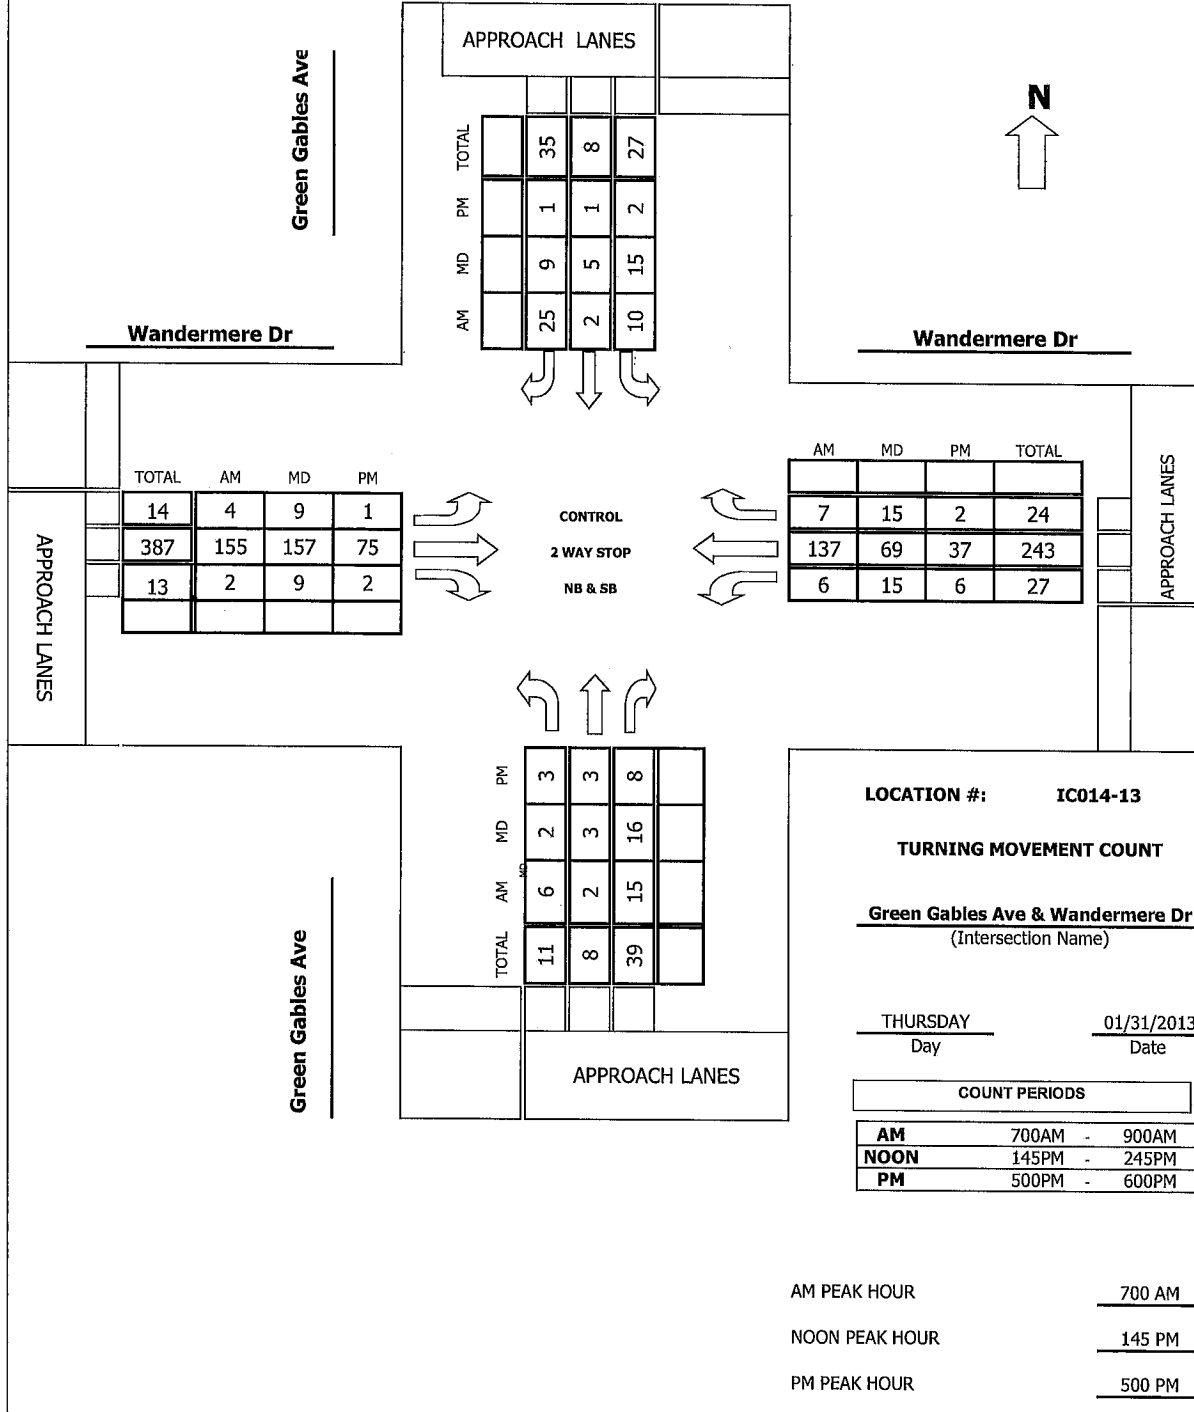 APPROACH LANES
Green Gables Ave
N
TOTAL 35 8 27
PM 1 1 2
MD 9 5 15
AM 25 2 10
Wandermere Dr
Wandermere Dr
TOTAL AM MD PM
14 4 9 1
387 155 157 75
13 2 9 2
APPROACH LANES
CONTROL
2 WAY STOP
NB & SB
AM MD PM TOTAL
7 15 2 24
137 69 37 243
6 15 6 27
APPROACH LANES
PM 3 3 8
MD 2 3 16
MD
AM 6 2 15
TOTAL 11 8 39
Green Gables Ave
APPROACH LANES
LOCATION #: IC014-13
TURNING MOVEMENT COUNT
Green Gables Ave & Wandermere Dr
(Intersection Name)
THURSDAY 01/31/2013
Day Date
COUNT PERIODS
AM 700AM - 900AM
NOON 145PM - 245PM
PM 500PM - 600PM
AM PEAK HOUR 700 AM
NOON PEAK HOUR 145 PM
PM PEAK HOUR 500 PM